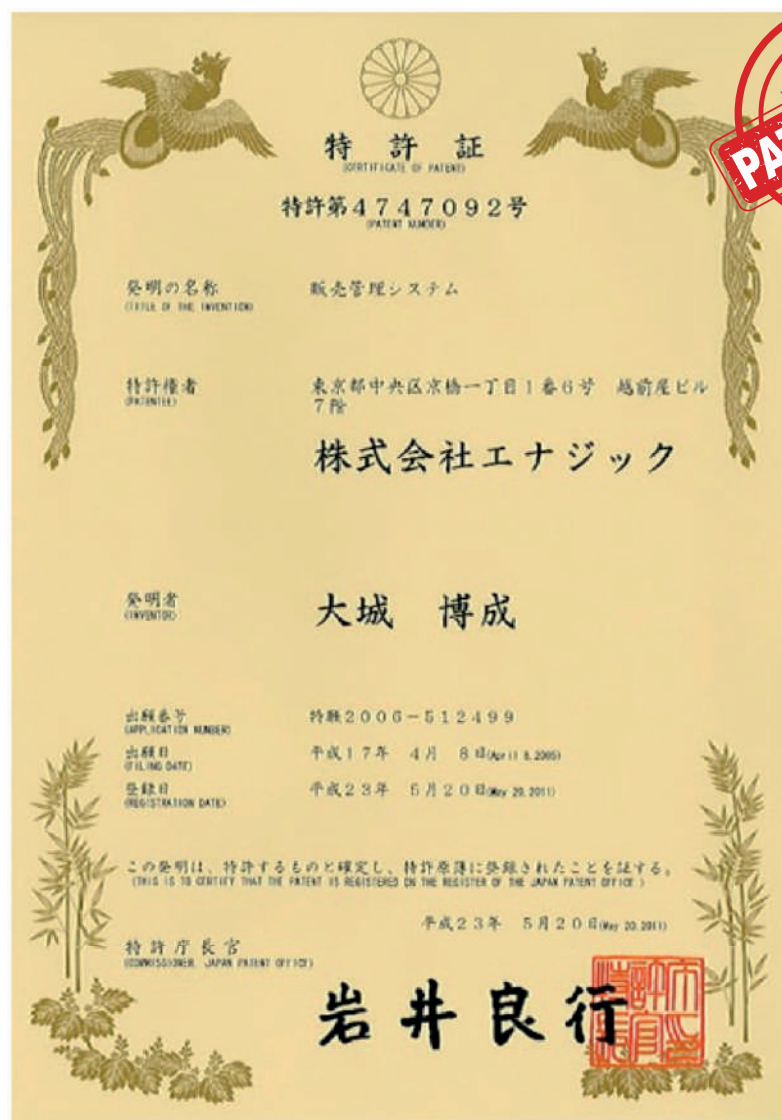 特許証
(CERTIFICATE OF PATENT)
特許第4747092号
(PATENT NUMBER)
発明の名称 販売管理システム
(TITLE OF THE INVENTION)
特許権者 東京都中央区京橋一丁目1番6号 越前屋ビル
(PATENTEE) 7階
株式会社エナジック
発明者 大城 博成
(INVENTOR)
出願番号 特願2006-512499
(APPLICATION NUMBER)
出願日 平成17年 4月 8日(April 8,2005)
(FILING DATE)
登録日 平成23年 5月20日(May 20,2011)
(REGISTRATION DATE)
この発明は、特許するものと確定し、特許原簿に登録されたことを証する。
(THIS IS TO CERTIFY THAT THE PATENT IS REGISTERED ON THE REGISTER OF THE JAPAN PATENT OFFICE.)
平成23年 5月20日(May 20,2011)
特許庁長官
(COMMISSIONER, JAPAN PATENT OFFICE)
岩井良行